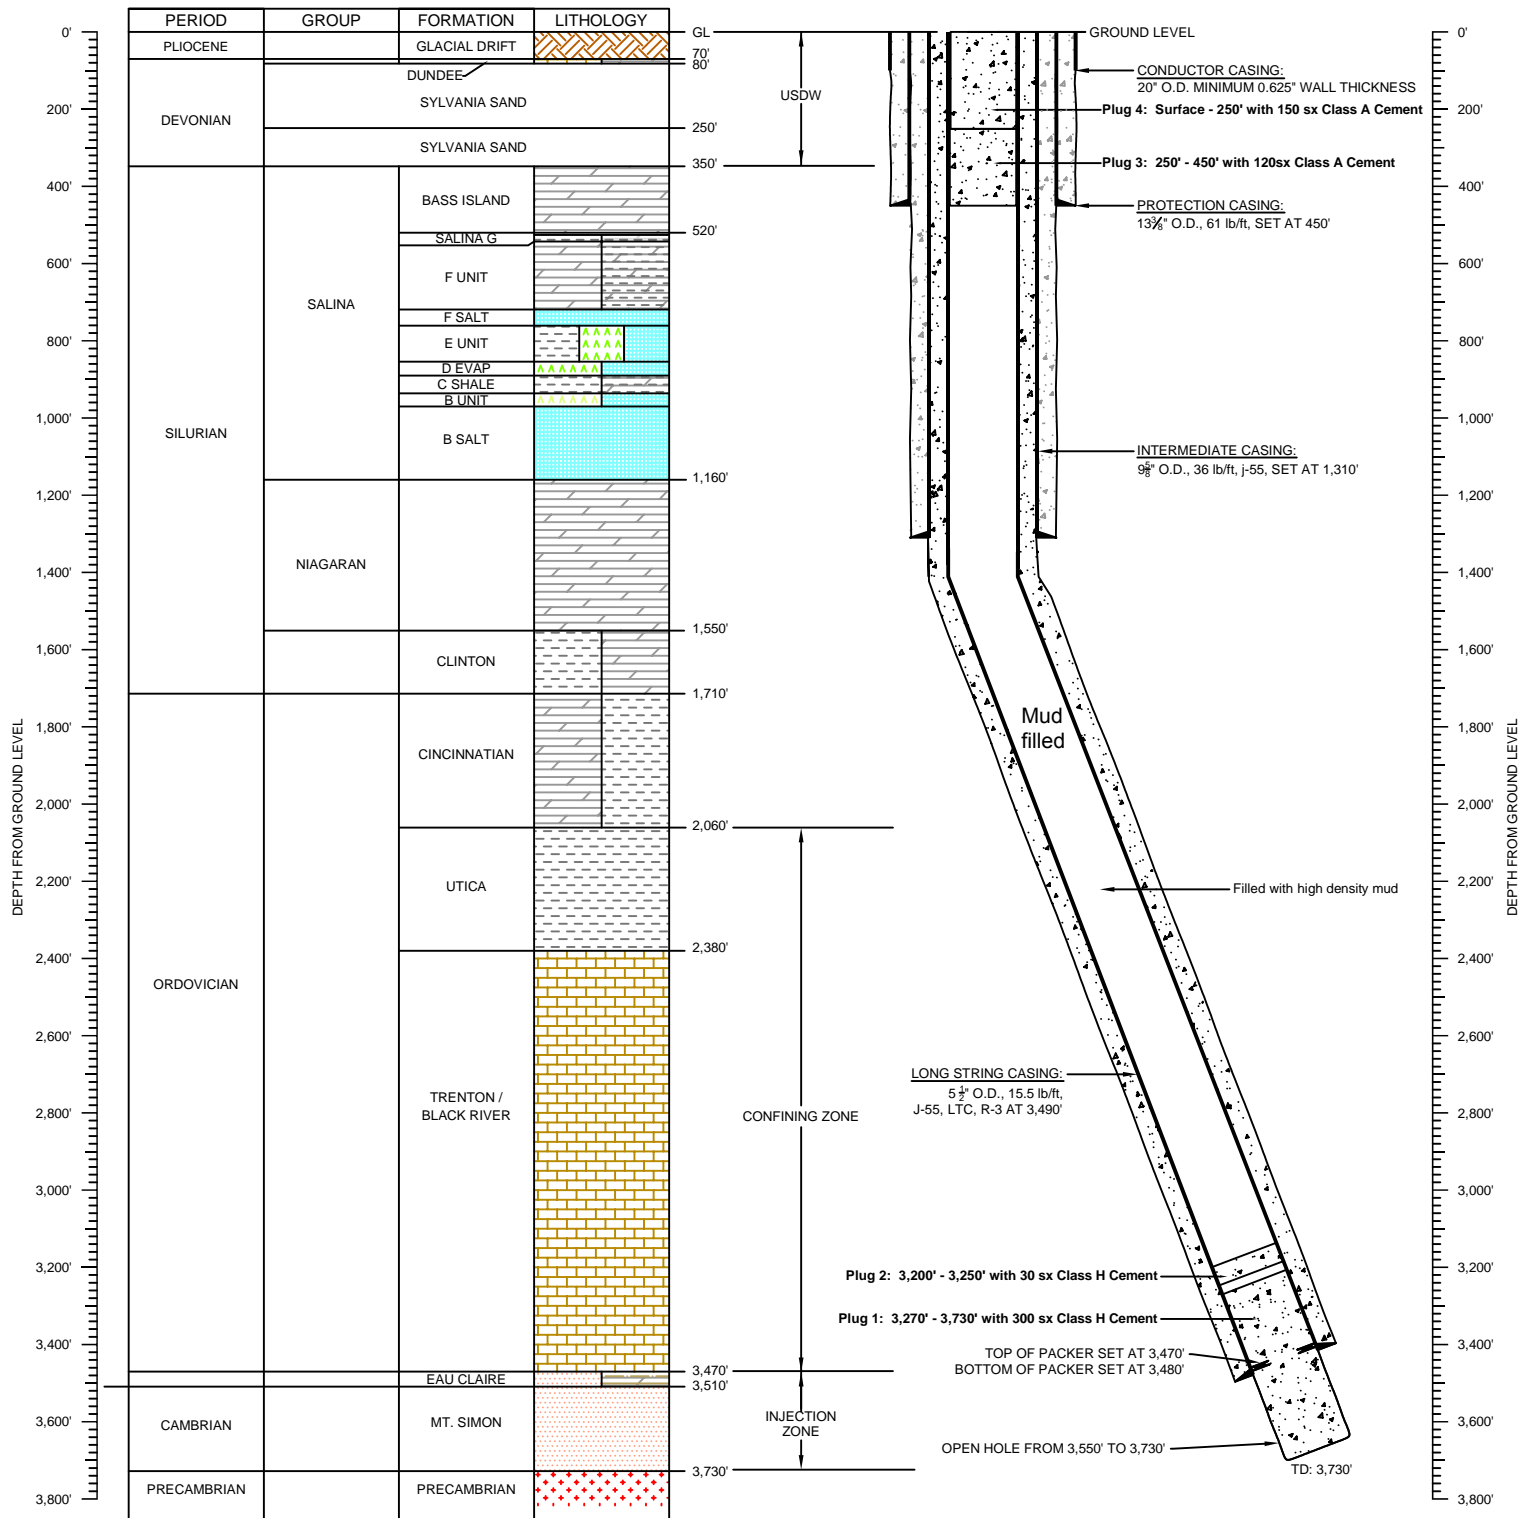 PERIOD GROUP FORMATION LITHOLOGY
PLIOCENE
GLACIAL DRIFT
DUNDEE
DEVONIAN
SYLVANIA SAND
SYLVANIA SAND
BASS ISLAND
SALINA G
SALINA
F UNIT
F SALT
E UNIT
D EVAP
C SHALE
B UNIT
SILURIAN
B SALT
NIAGARAN
CLINTON
CINCINNATIAN
UTICA
ORDOVICIAN
TRENTON /
BLACK RIVER
EAU CLAIRE
CAMBRIAN
MT. SIMON
PRECAMBRIAN
PRECAMBRIAN
GL
70'
80'
250'
350'
520'
1,160'
1,550'
1,710'
2,060'
2,380'
3,470'
3,510'
3,730'
USDW
CONFINING ZONE
INJECTION
ZONE
DEPTH FROM GROUND LEVEL
0'
200'
400'
600'
800'
1,000'
1,200'
1,400'
1,600'
1,800'
2,000'
2,200'
2,400'
2,600'
2,800'
3,000'
3,200'
3,400'
3,600'
3,800'
GROUND LEVEL
CONDUCTOR CASING:
20" O.D. MINIMUM 0.625" WALL THICKNESS
Plug 4: Surface - 250' with 150 sx Class A Cement
Plug 3: 250' - 450' with 120sx Class A Cement
PROTECTION CASING:
13⅜" O.D., 61 lb/ft, SET AT 450'
INTERMEDIATE CASING:
9⅝" O.D., 36 lb/ft, j-55, SET AT 1,310'
Mud
filled
Filled with high density mud
LONG STRING CASING:
5 ½" O.D., 15.5 lb/ft,
J-55, LTC, R-3 AT 3,490'
Plug 2: 3,200' - 3,250' with 30 sx Class H Cement
Plug 1: 3,270' - 3,730' with 300 sx Class H Cement
TOP OF PACKER SET AT 3,470'
BOTTOM OF PACKER SET AT 3,480'
OPEN HOLE FROM 3,550' TO 3,730'
TD: 3,730'
0'
200'
400'
600'
800'
1,000'
1,200'
1,400'
1,600'
1,800'
2,000'
2,200'
2,400'
2,600'
2,800'
3,000'
3,200'
3,400'
3,600'
3,800'
DEPTH FROM GROUND LEVEL